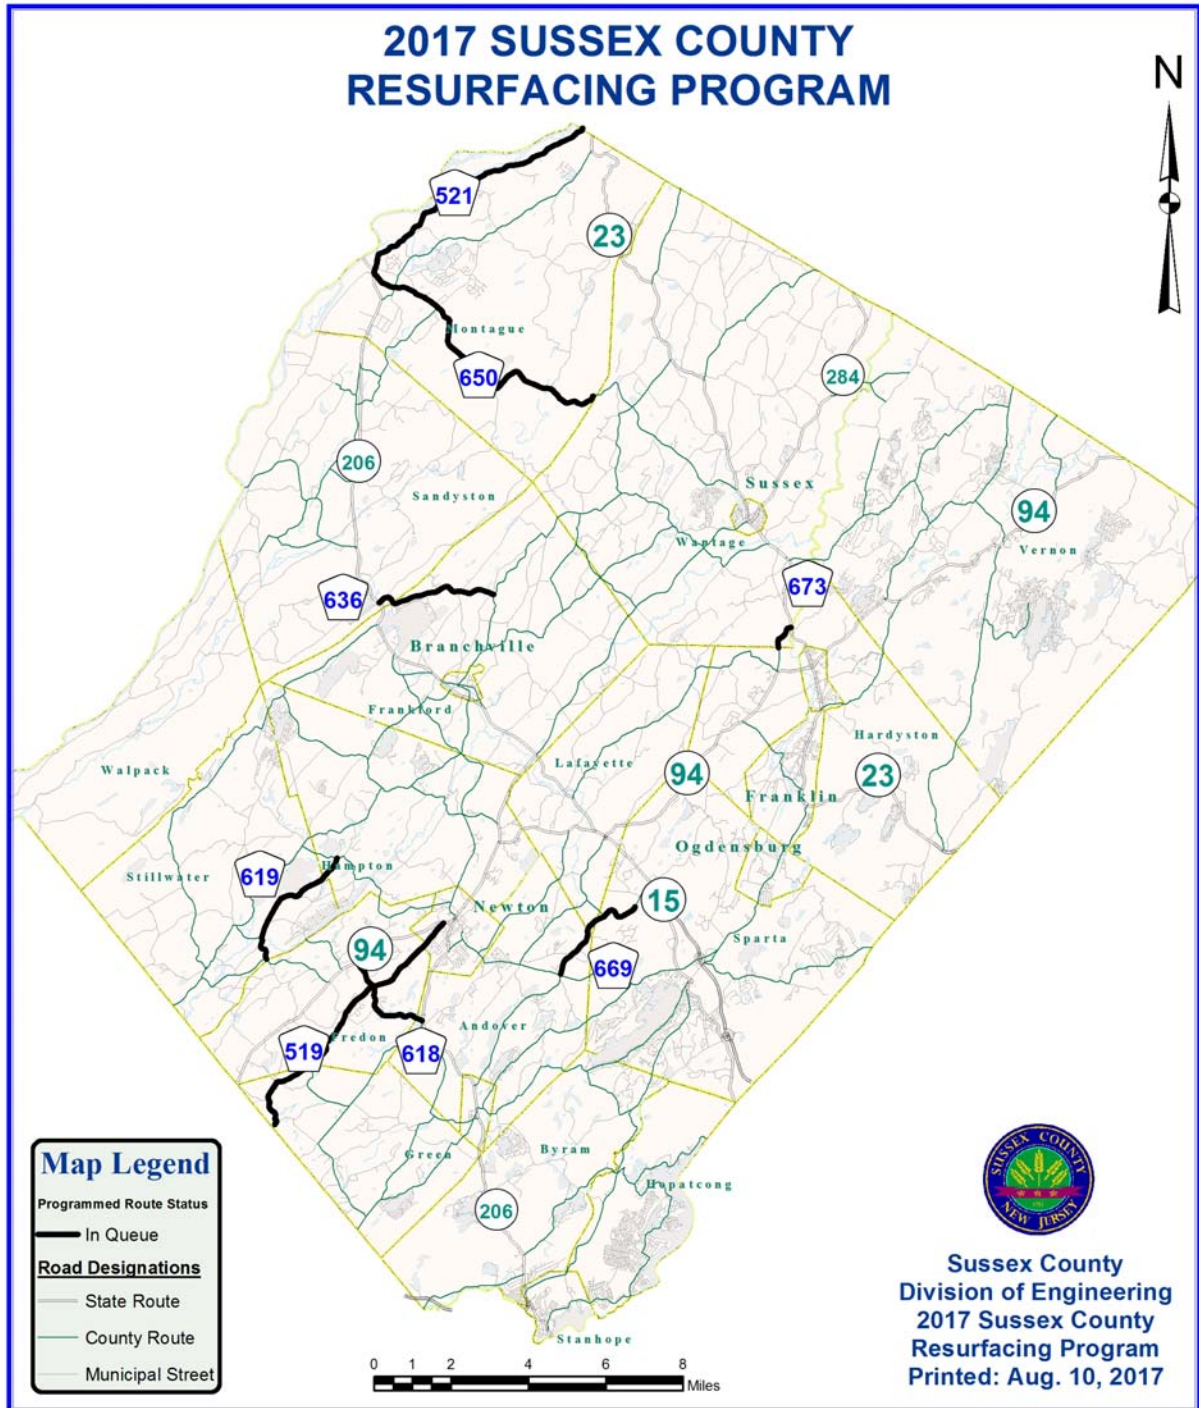 2017 SUSSEX COUNTY
RESURFACING PROGRAM
N
521
23
Montague
650
284
206
Sandyston
Sussex
94
Wantage
Vernon
636
673
Branchville
Frankford
Hardyston
Walpack
Lafayette
94
23
Franklin
Ogdensburg
Stillwater
619
Hampton
15
Newton
94
Sparta
669
519
Fredon
618
Andover
Green
Byram
Hopatcong
206
Stanhope
Map Legend
Programmed Route Status
In Queue
Road Designations
State Route
County Route
Municipal Street
0 1 2 4 6 8
Miles
SUSSEX COUNTY
NEW JERSEY
Sussex County
Division of Engineering
2017 Sussex County
Resurfacing Program
Printed: Aug. 10, 2017